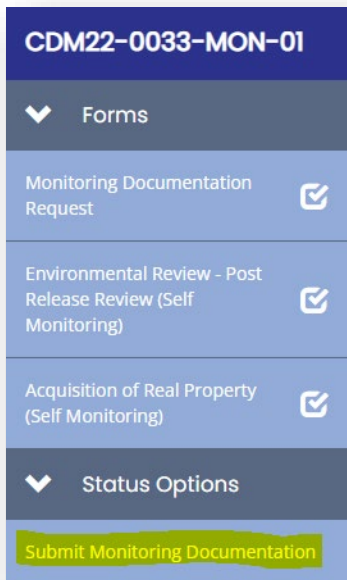 CDM22-0033-MON-01
Forms
Monitoring Documentation
Request
Environmental Review - Post
Release Review (Self
Monitoring)
Acquisition of Real Property
(Self Monitoring)
Status Options
Submit Monitoring Documentation